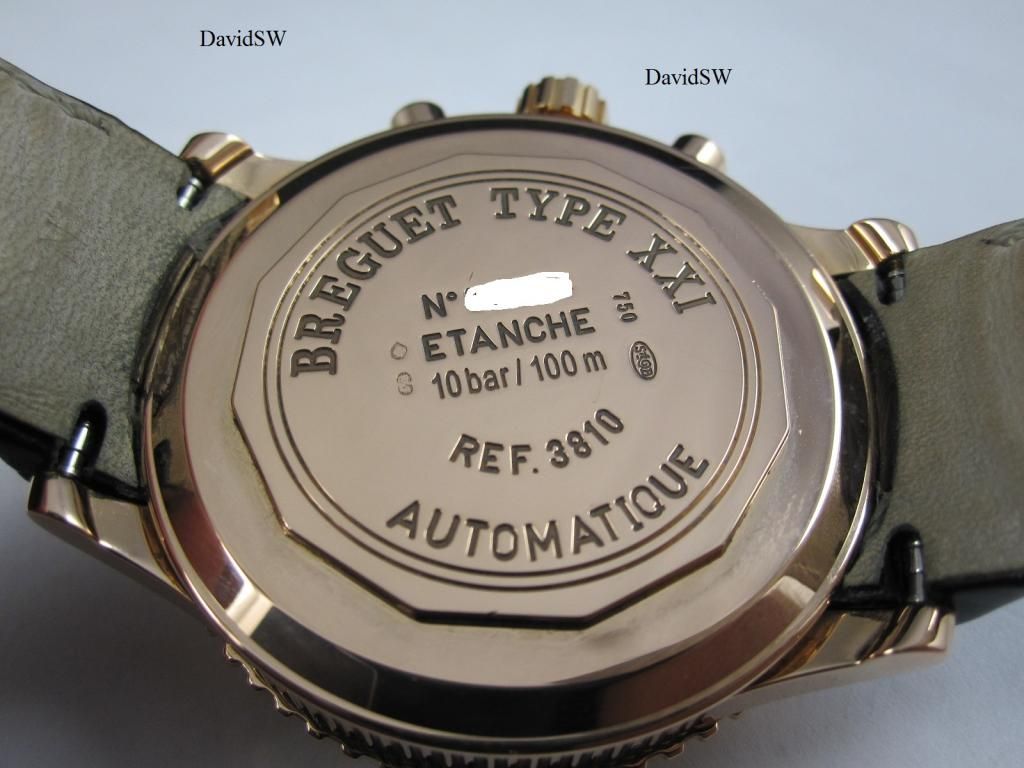 DavidSW
DavidSW
BREGUET TYPE XXI
N°
750
ETANCHE
10 bar / 100 m
REF. 3810
AUTOMATIQUE